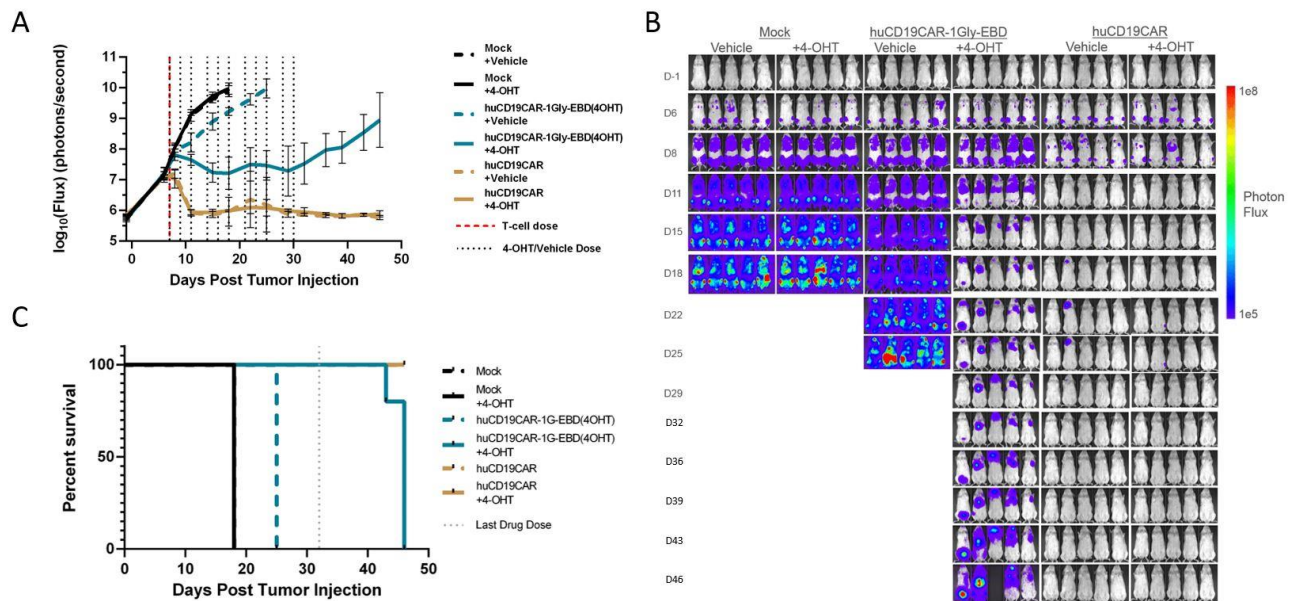 A
log₁₀(Flux) (photons/second)
11
10
9
8
7
6
5
0
10
20
30
40
50
Days Post Tumor Injection
Mock
+Vehicle
Mock
+4-OHT
huCD19CAR-1Gly-EBD(4OHT)
+Vehicle
huCD19CAR-1Gly-EBD(4OHT)
+4-OHT
huCD19CAR
+Vehicle
huCD19CAR
+4-OHT
T-cell dose
4-OHT/Vehicle Dose
B
Mock
huCD19CAR-1Gly-EBD
huCD19CAR
Vehicle
+4-OHT
Vehicle
+4-OHT
Vehicle
+4-OHT
D-1
D6
D8
D11
D15
D18
D22
D25
D29
D32
D36
D39
D43
D46
1e8
Photon
Flux
1e5
C
Percent survival
100
50
0
0
10
20
30
40
50
Days Post Tumor Injection
Mock
Mock
+4-OHT
huCD19CAR-1G-EBD(4OHT)
huCD19CAR-1G-EBD(4OHT)
+4-OHT
huCD19CAR
huCD19CAR
+4-OHT
Last Drug Dose